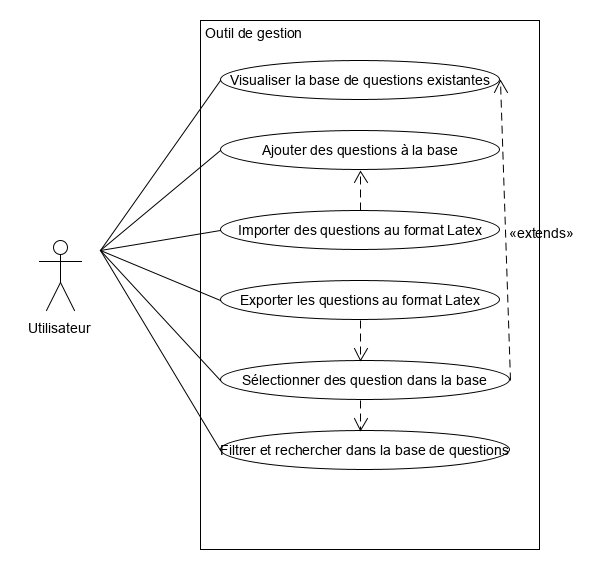 Outil de gestion
Visualiser la base de questions existantes
Ajouter des questions à la base
Importer des questions au format Latex
«extends»
Exporter les questions au format Latex
Utilisateur
Sélectionner des question dans la base
Filtrer et rechercher dans la base de questions